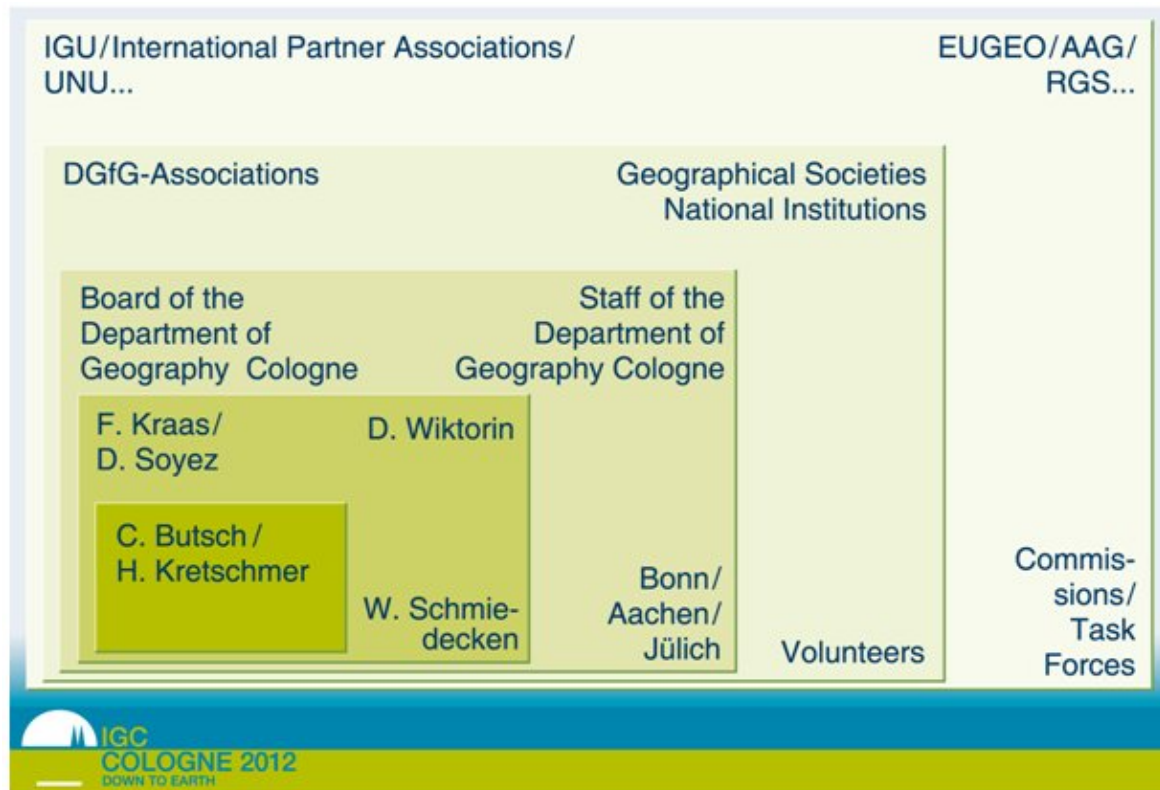 IGU/International Partner Associations/
UNU...
EUGEO/AAG/
RGS...
DGfG-Associations
Geographical Societies
National Institutions
Board of the
Department of
Geography Cologne
Staff of the
Department of
Geography Cologne
F. Kraas/
D. Soyez
D. Wiktorin
C. Butsch/
H. Kretschmer
W. Schmie-
decken
Bonn/
Aachen/
Jülich
Volunteers
Commis-
sions/
Task
Forces
IGC
COLOGNE 2012
DOWN TO EARTH